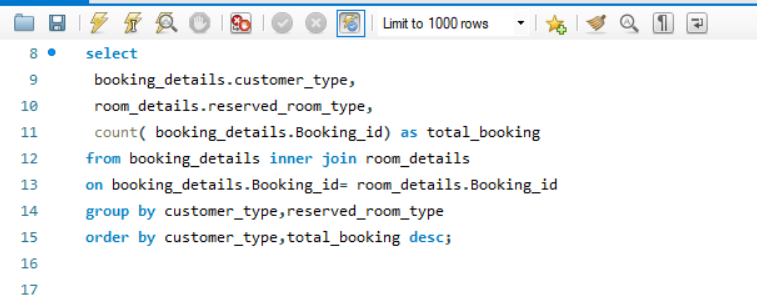 Limit to 1000 rows
8 select
9 booking_details.customer_type,
10 room_details.reserved_room_type,
11 count( booking_details.Booking_id) as total_booking
12 from booking_details inner join room_details
13 on booking_details.Booking_id= room_details.Booking_id
14 group by customer_type,reserved_room_type
15 order by customer_type,total_booking desc;
16
17